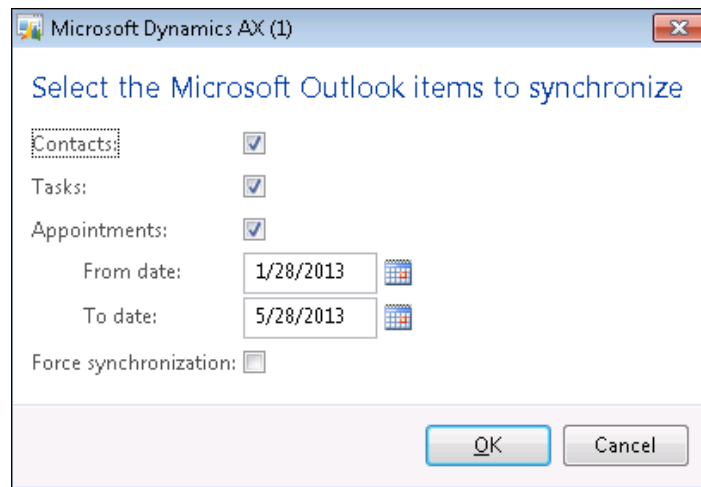 Microsoft Dynamics AX (1)
Select the Microsoft Outlook items to synchronize
Contacts:
Tasks:
Appointments:
From date: 1/28/2013
To date: 5/28/2013
Force synchronization:
OK Cancel